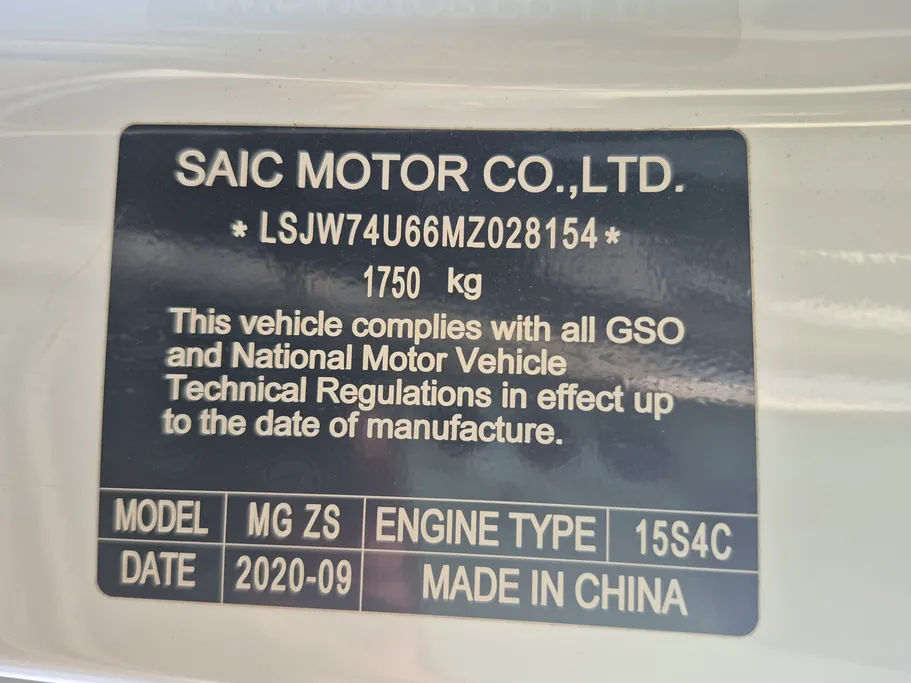 SAIC MOTOR CO.,LTD.
* LSJW74U66MZ028154 *
1750 kg
This vehicle complies with all GSO
and National Motor Vehicle
Technical Regulations in effect up
to the date of manufacture.
MODEL MG ZS ENGINE TYPE 15S4C
DATE 2020-09 MADE IN CHINA